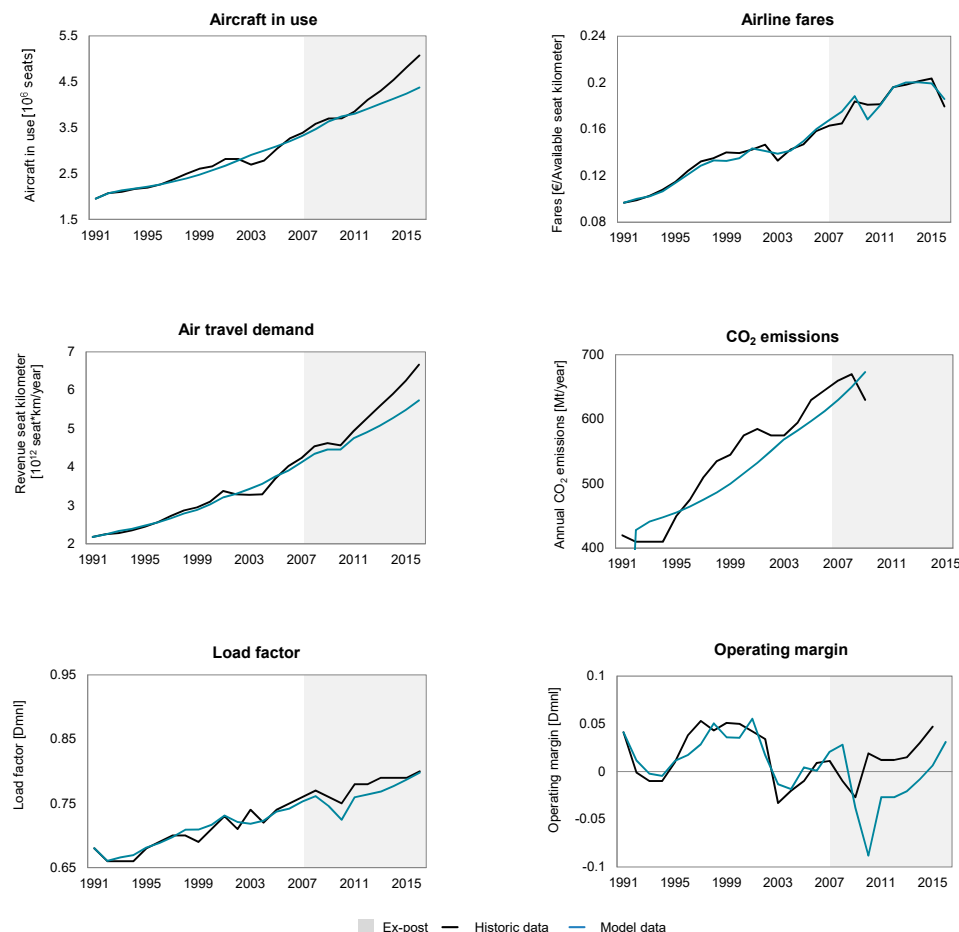 Aircraft in use
Aircraft in use [10⁶ seats]
5.5
4.5
3.5
2.5
1.5
1991 1995 1999 2003 2007 2011 2015
Airline fares
Fares [€/Available seat kilometer]
0.24
0.2
0.16
0.12
0.08
1991 1995 1999 2003 2007 2011 2015
Air travel demand
Revenue seat kilometer
[10¹² seat*km/year]
7
6
5
4
3
2
1991 1995 1999 2003 2007 2011 2015
CO₂ emissions
Annual CO₂ emissions [Mt/year]
700
600
500
400
1991 1995 1999 2003 2007 2011 2015
Load factor
Load factor [Dmnl]
0.95
0.85
0.75
0.65
1991 1995 1999 2003 2007 2011 2015
Operating margin
Operating margin [Dmnl]
0.1
0.05
0
-0.05
-0.1
1991 1995 1999 2003 2007 2011 2015
Ex-post Historic data Model data